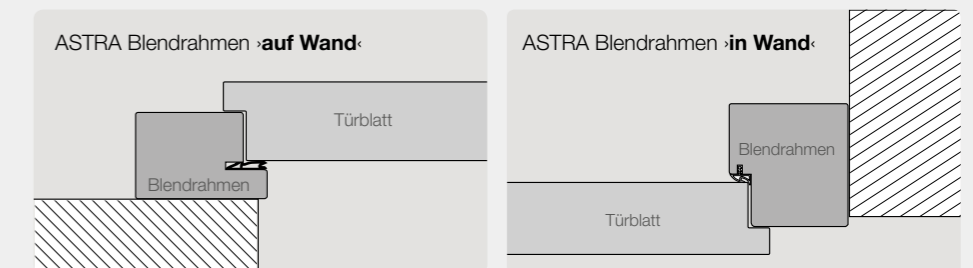 ASTRA Blendrahmen ›auf Wand‹
Türblatt
Blendrahmen
ASTRA Blendrahmen ›in Wand‹
Blendrahmen
Türblatt